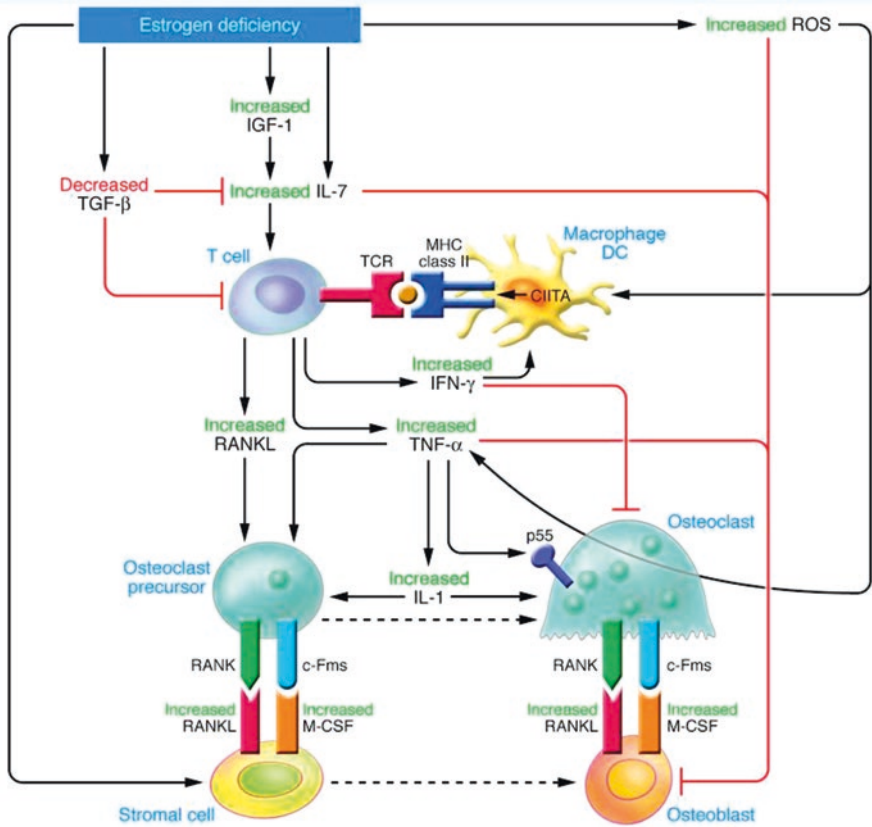 Estrogen deficiency
Increased ROS
Increased
IGF-1
Decreased
TGF-β
Increased IL-7
T cell
TCR
MHC
class II
Macrophage
DC
CIITA
Increased
IFN-γ
Increased
RANKL
Increased
TNF-α
p55
Osteoclast
Osteoclast
precursor
Increased
IL-1
RANK
c-Fms
RANK
c-Fms
Increased
RANKL
Increased
M-CSF
Increased
RANKL
Increased
M-CSF
Stromal cell
Osteoblast